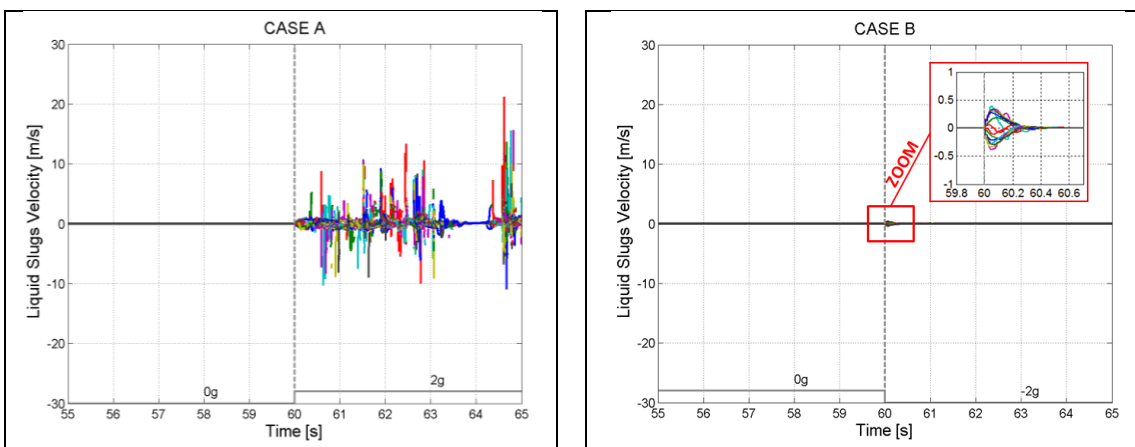 CASE A
Liquid Slugs Velocity [m/s]
30
20
10
0
-10
-20
-30
0g
2g
55 56 57 58 59 60 61 62 63 64 65
Time [s]
CASE B
Liquid Slugs Velocity [m/s]
30
20
10
0
-10
-20
-30
ZOOM
1
0.5
0
-0.5
-1
59.8 60 60.2 60.4 60.6
0g
-2g
55 56 57 58 59 60 61 62 63 64 65
Time [s]